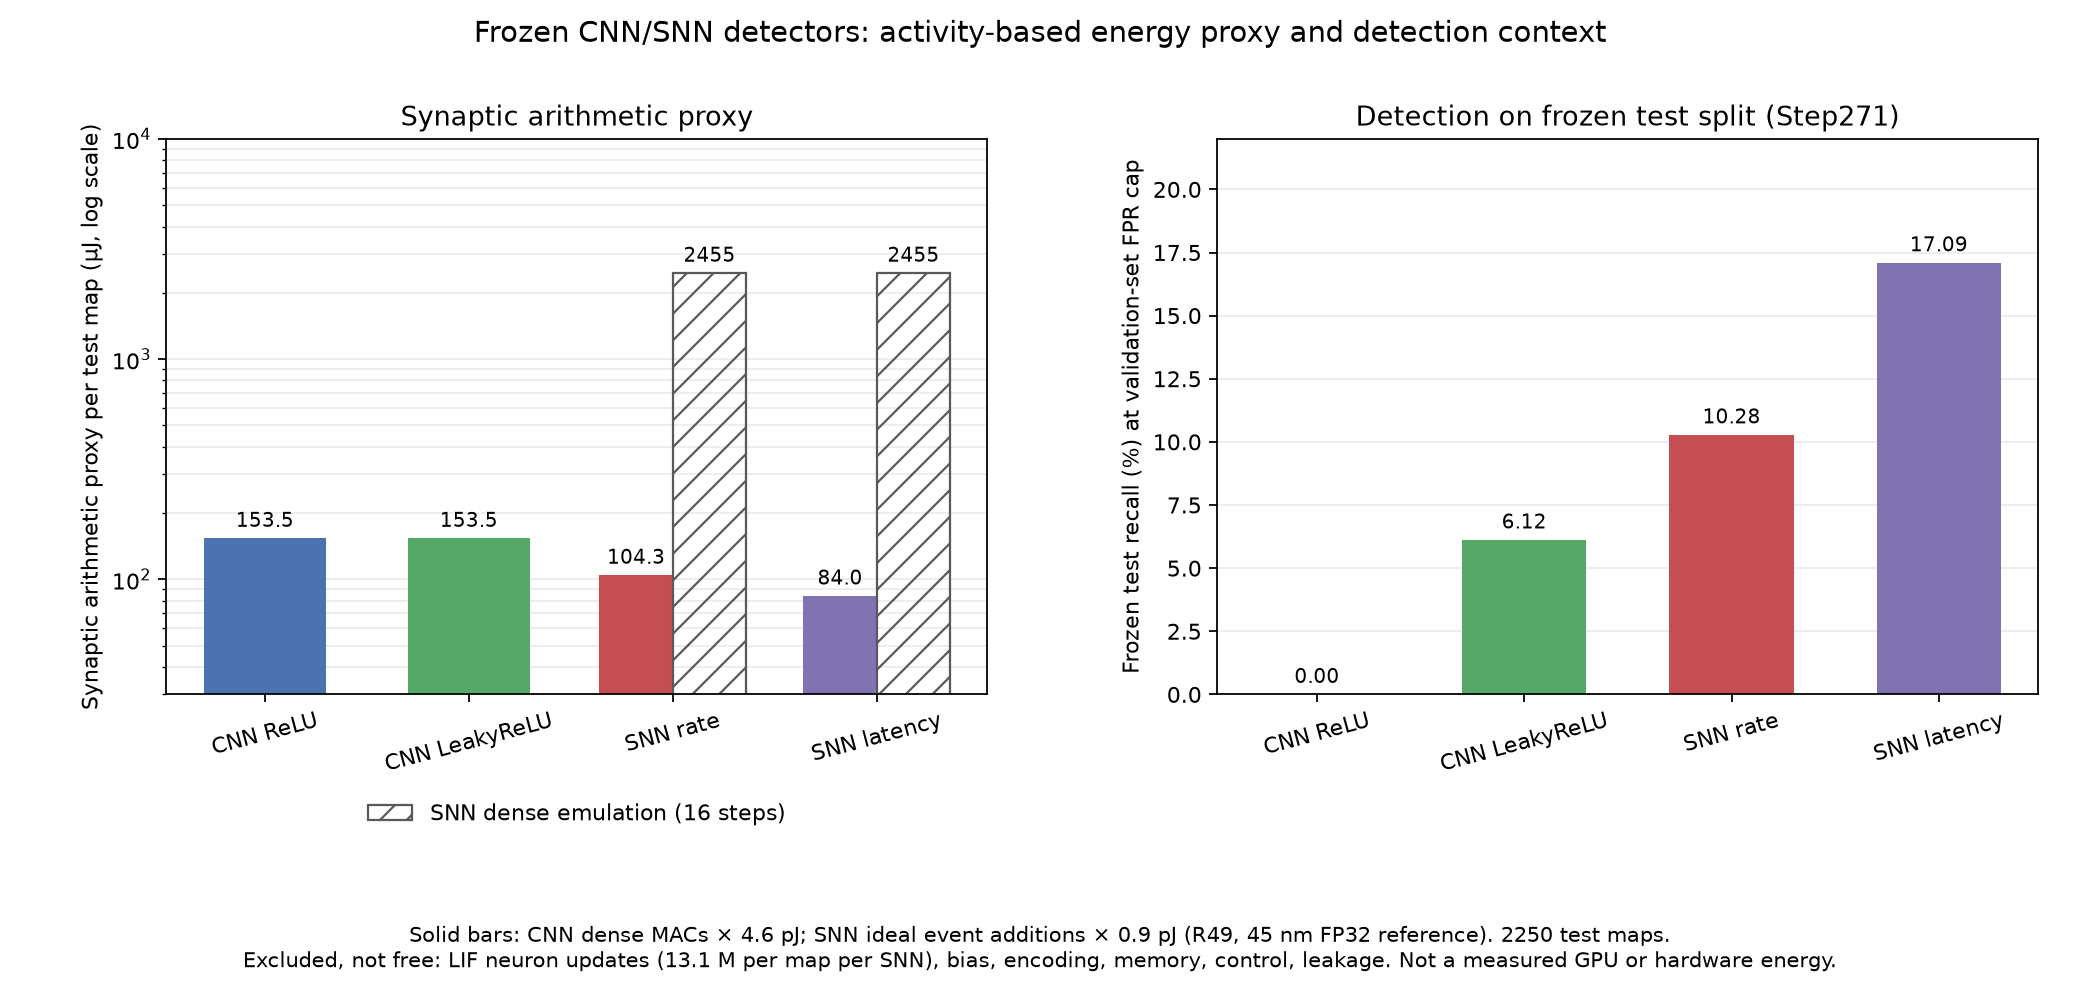 Frozen CNN/SNN detectors: activity-based energy proxy and detection context
Synaptic arithmetic proxy
Synaptic arithmetic proxy per test map (µJ, log scale)
10⁴
10³
10²
153.5
153.5
104.3
2455
84.0
2455
CNN ReLU
CNN LeakyReLU
SNN rate
SNN latency
SNN dense emulation (16 steps)
Detection on frozen test split (Step271)
Frozen test recall (%) at validation-set FPR cap
20.0
17.5
15.0
12.5
10.0
7.5
5.0
2.5
0.0
0.00
6.12
10.28
17.09
CNN ReLU
CNN LeakyReLU
SNN rate
SNN latency
Solid bars: CNN dense MACs × 4.6 pJ; SNN ideal event additions × 0.9 pJ (R49, 45 nm FP32 reference). 2250 test maps.
Excluded, not free: LIF neuron updates (13.1 M per map per SNN), bias, encoding, memory, control, leakage. Not a measured GPU or hardware energy.